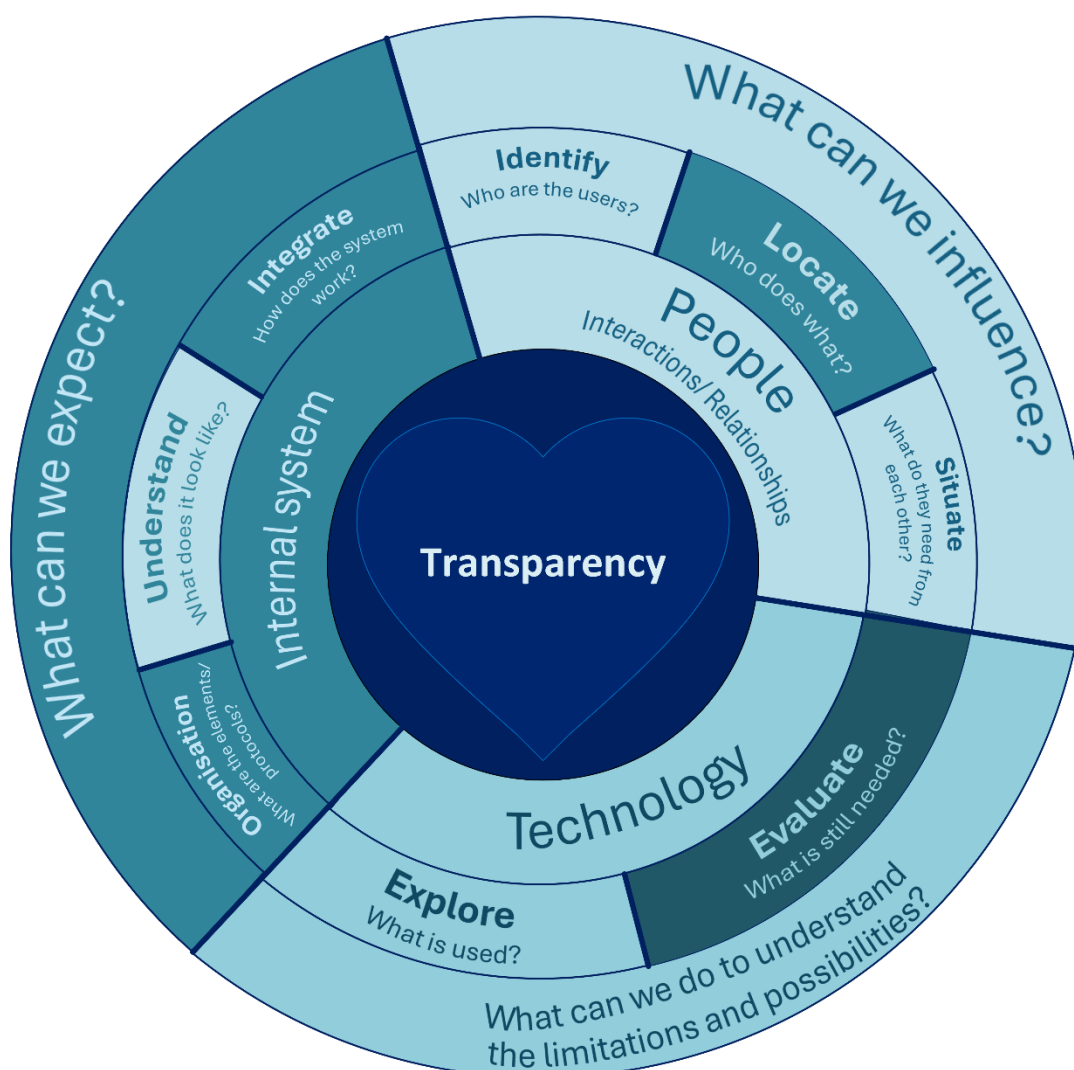 What can we influence?
Identify
Who are the users?
Locate
Who does what?
Situate
What do they need from
each other?
People
Interactions/ Relationships
What can we expect?
Integrate
How does the system
work?
Understand
What does it look like?
Organisation
What are the elements/
protocols?
Internal system
Transparency
Technology
Explore
What is used?
Evaluate
What is still needed?
What can we do to understand
the limitations and possibilities?